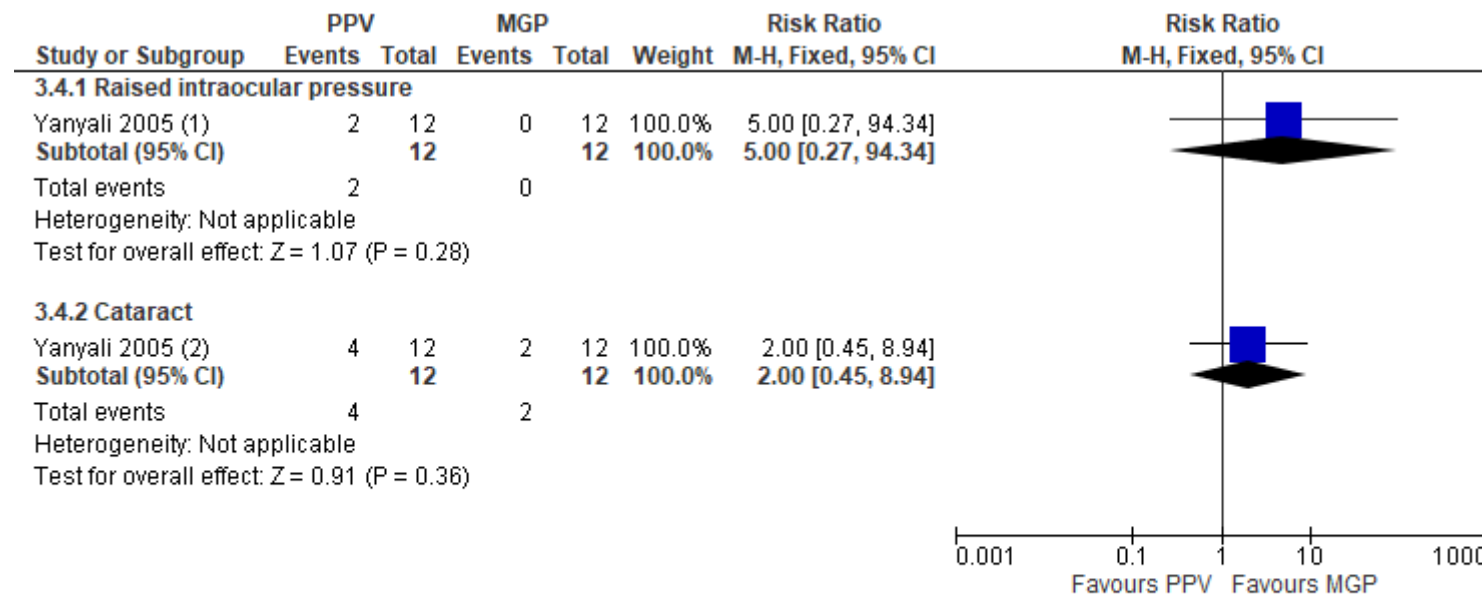 PPV MGP Risk Ratio Risk Ratio
Study or Subgroup Events Total Events Total Weight M-H, Fixed, 95% CI M-H, Fixed, 95% CI
3.4.1 Raised intraocular pressure
Yanyali 2005 (1) 2 12 0 12 100.0% 5.00 [0.27, 94.34]
Subtotal (95% CI) 12 12 100.0% 5.00 [0.27, 94.34]
Total events 2 0
Heterogeneity: Not applicable
Test for overall effect: Z = 1.07 (P = 0.28)
3.4.2 Cataract
Yanyali 2005 (2) 4 12 2 12 100.0% 2.00 [0.45, 8.94]
Subtotal (95% CI) 12 12 100.0% 2.00 [0.45, 8.94]
Total events 4 2
Heterogeneity: Not applicable
Test for overall effect: Z = 0.91 (P = 0.36)
0.001 0.1 1 10 1000
Favours PPV Favours MGP